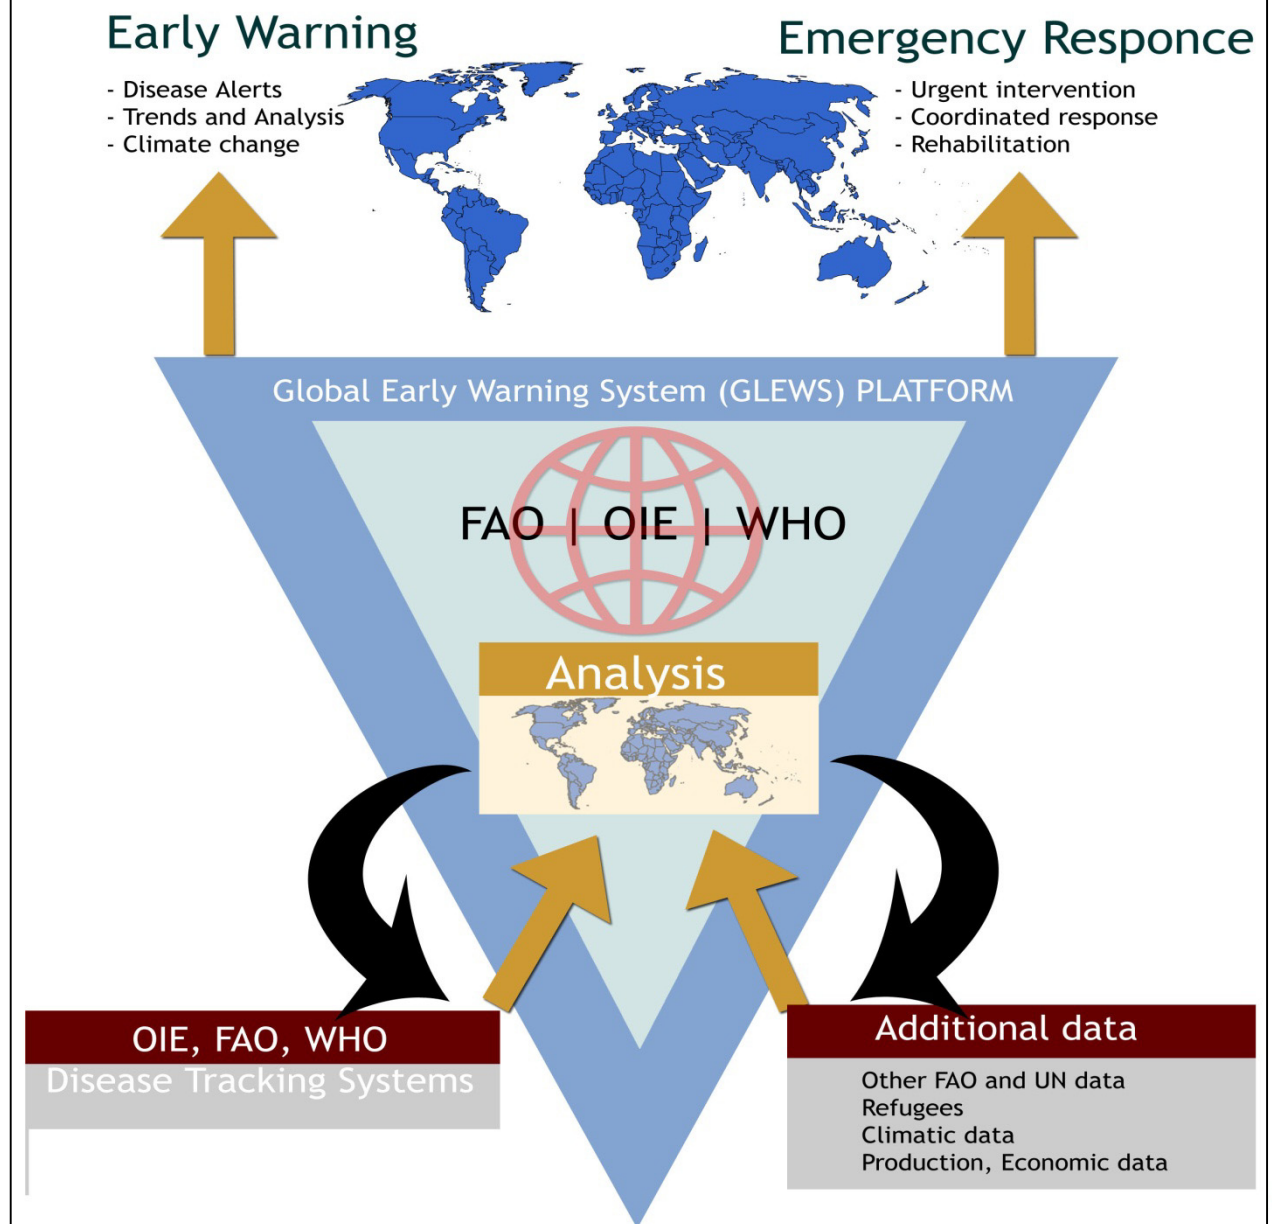 Early Warning
- Disease Alerts
- Trends and Analysis
- Climate change
Emergency Responce
- Urgent intervention
- Coordinated response
- Rehabilitation
Global Early Warning System (GLEWS) PLATFORM
FAO | OIE | WHO
Analysis
OIE, FAO, WHO
Disease Tracking Systems
Additional data
Other FAO and UN data
Refugees
Climatic data
Production, Economic data